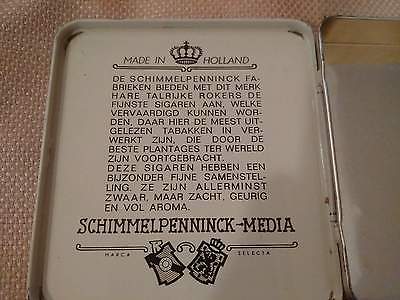 MADE IN HOLLAND
DE SCHIMMELPENNINCK FA-
BRIEKEN BIEDEN MET DIT MERK
HARE TALRIJKE ROKERS DE
FIJNSTE SIGAREN AAN, WELKE
VERVAARDIGD KUNNEN WOR-
DEN, DAAR HIER DE MEEST UIT-
GELEZEN TABAKKEN IN VER-
WERKT ZIJN, DIE DOOR DE
BESTE PLANTAGES TER WERELD
ZIJN VOORTGEBRACHT.
DEZE SIGAREN HEBBEN EEN
BIJZONDER FIJNE SAMENSTEL-
LING. ZE ZIJN ALLERMINST
ZWAAR, MAAR ZACHT, GEURIG
EN VOL AROMA.
SCHIMMELPENNINCK-MEDIA
MARCA SELECTA